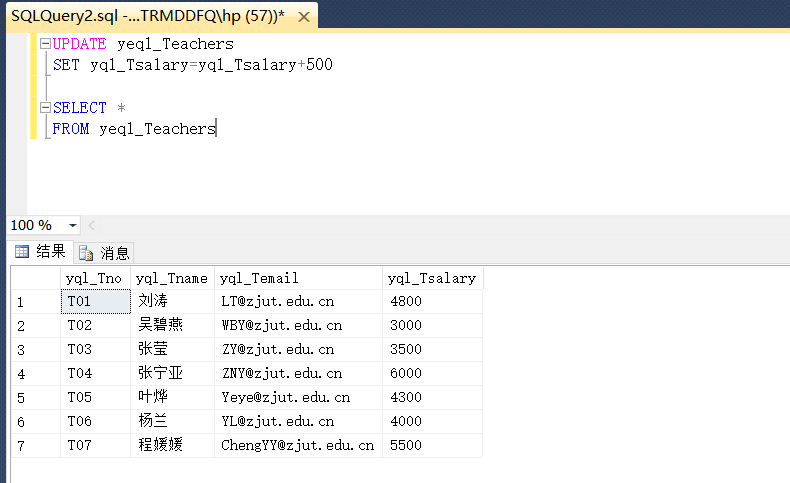 SQLQuery2.sql -...TRMDDFQ\hp (57))*
UPDATE yeql_Teachers
SET yql_Tsalary=yql_Tsalary+500
SELECT *
FROM yeql_Teachers
100 %
结果 消息
yql_Tno yql_Tname yql_Temail yql_Tsalary
1 T01 刘涛 LT@zjut.edu.cn 4800
2 T02 吴碧燕 WBY@zjut.edu.cn 3000
3 T03 张莹 ZY@zjut.edu.cn 3500
4 T04 张宁亚 ZNY@zjut.edu.cn 6000
5 T05 叶烨 Yeye@zjut.edu.cn 4300
6 T06 杨兰 YL@zjut.edu.cn 4000
7 T07 程媛媛 ChengYY@zjut.edu.cn 5500